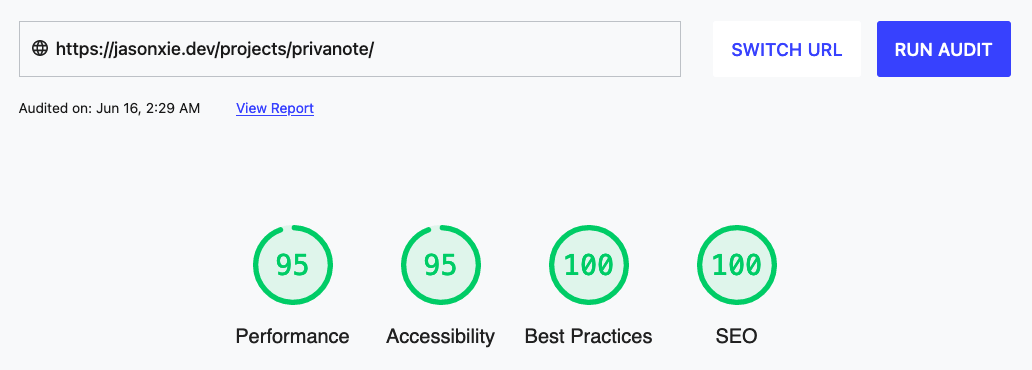 https://jasonxie.dev/projects/privanote/
SWITCH URL
RUN AUDIT
Audited on: Jun 16, 2:29 AM
View Report
95
95
100
100
Performance
Accessibility
Best Practices
SEO